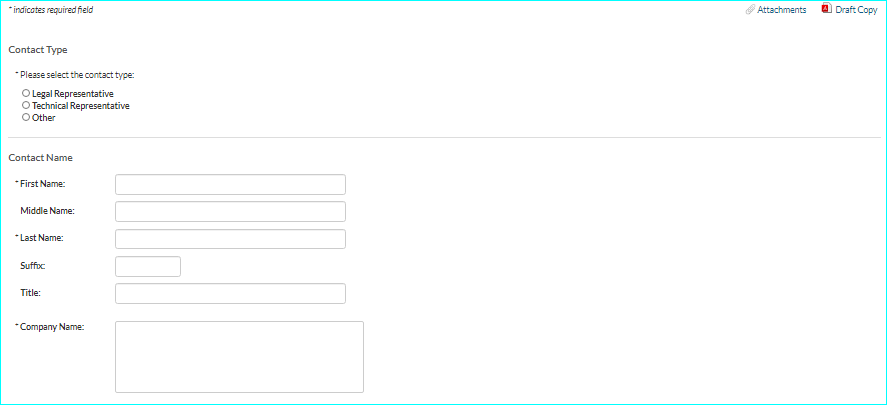 * indicates required field
Attachments
Draft Copy
Contact Type
* Please select the contact type:
Legal Representative
Technical Representative
Other
Contact Name
* First Name:
Middle Name:
* Last Name:
Suffix:
Title:
* Company Name: